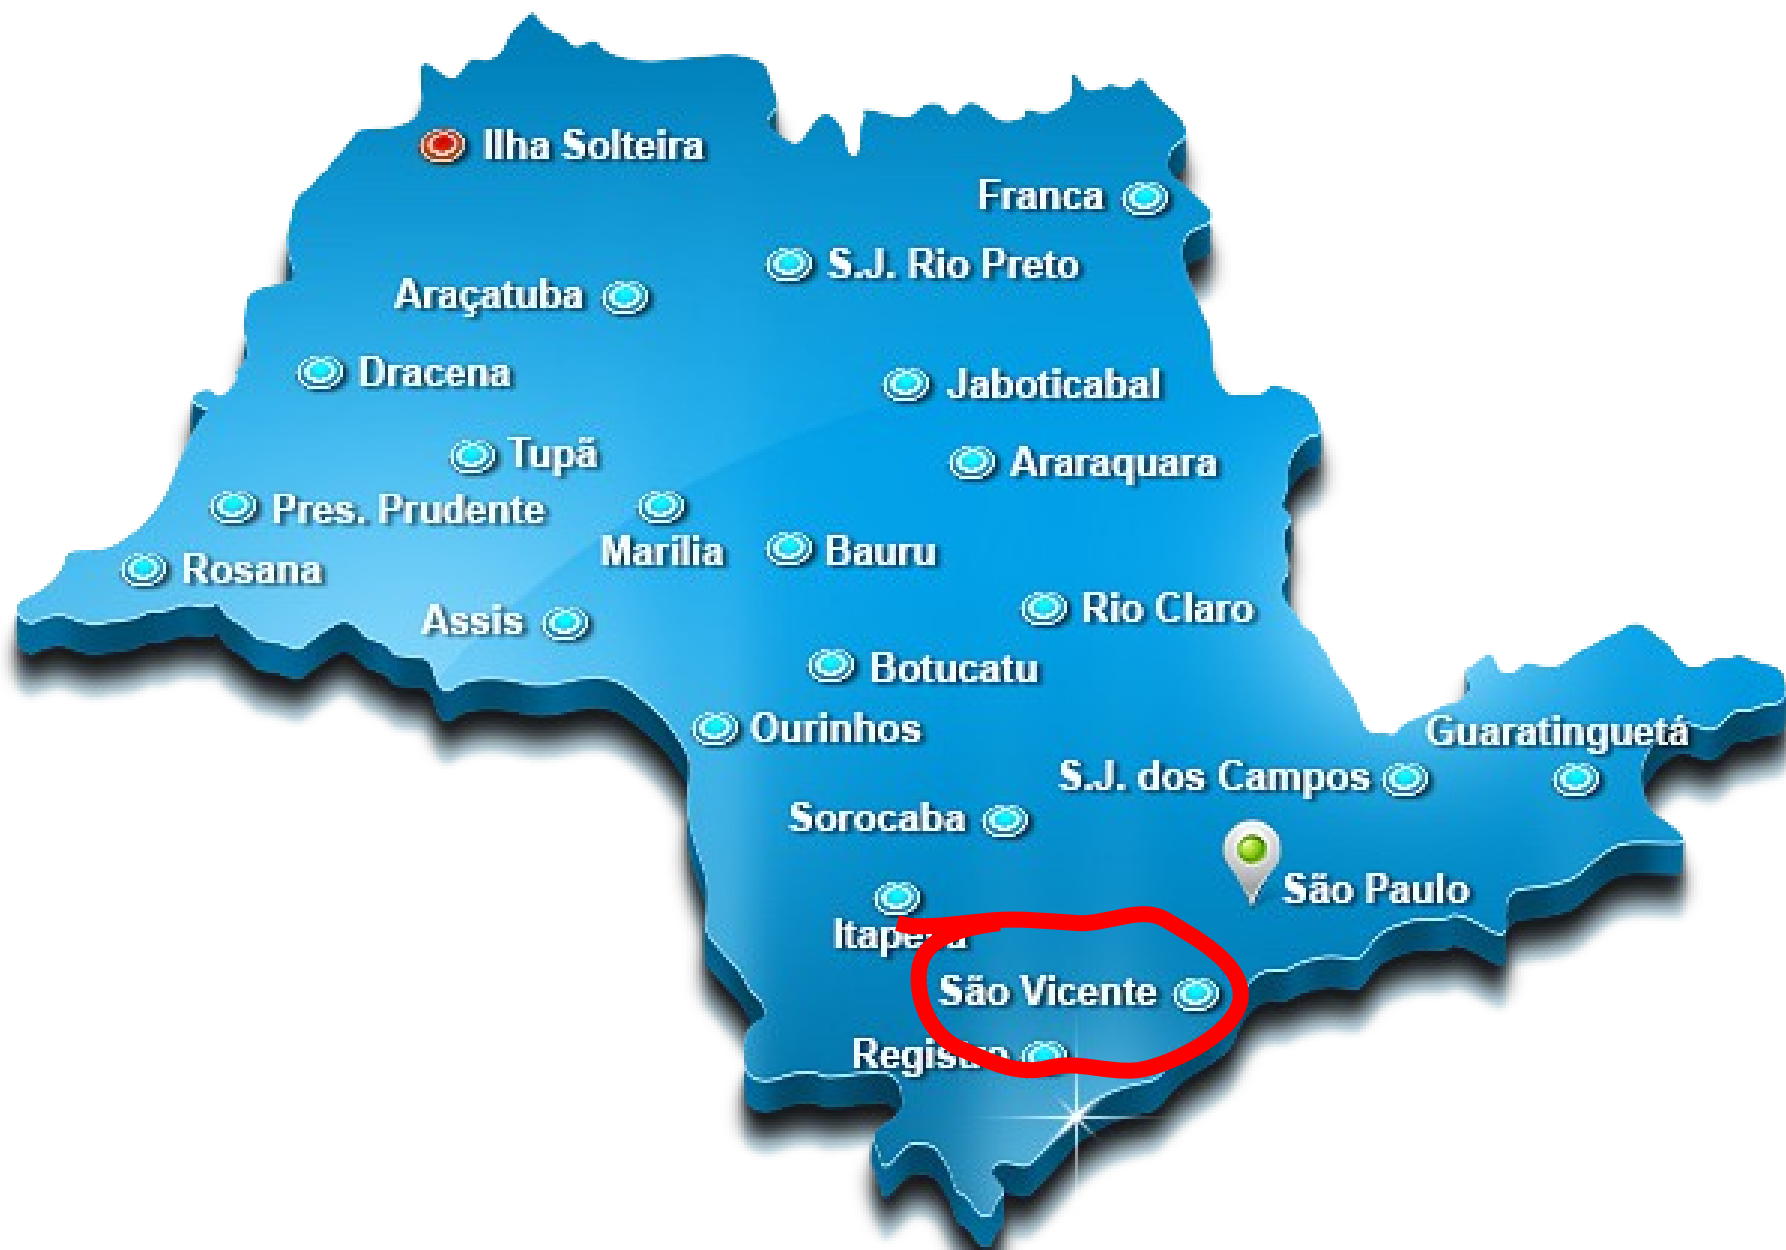 Ilha Solteira
Franca
S.J. Rio Preto
Araçatuba
Dracena
Jaboticabal
Tupã
Araraquara
Pres. Prudente
Marília
Bauru
Rosana
Assis
Rio Claro
Botucatu
Ourinhos
Guaratinguetá
S.J. dos Campos
Sorocaba
São Paulo
São Vicente